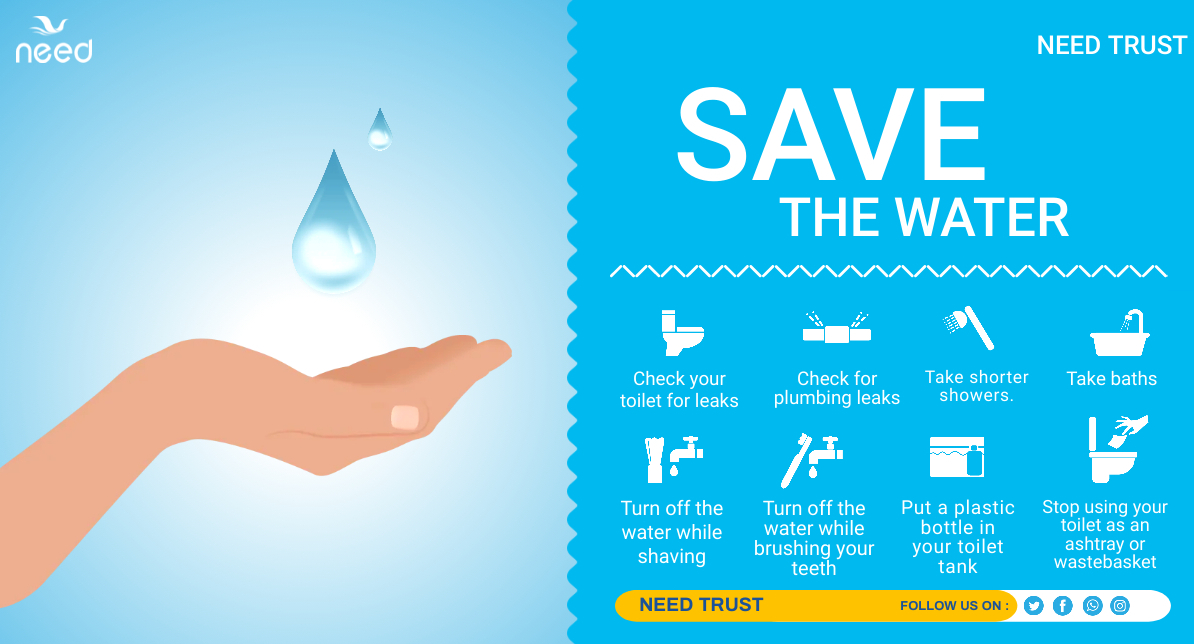 need
NEED TRUST
SAVE
THE WATER
Check your
toilet for leaks
Check for
plumbing leaks
Take shorter
showers.
Take baths
Turn off the
water while
shaving
Turn off the
water while
brushing your
teeth
Put a plastic
bottle in
your toilet
tank
Stop using your
toilet as an
ashtray or
wastebasket
NEED TRUST
FOLLOW US ON :